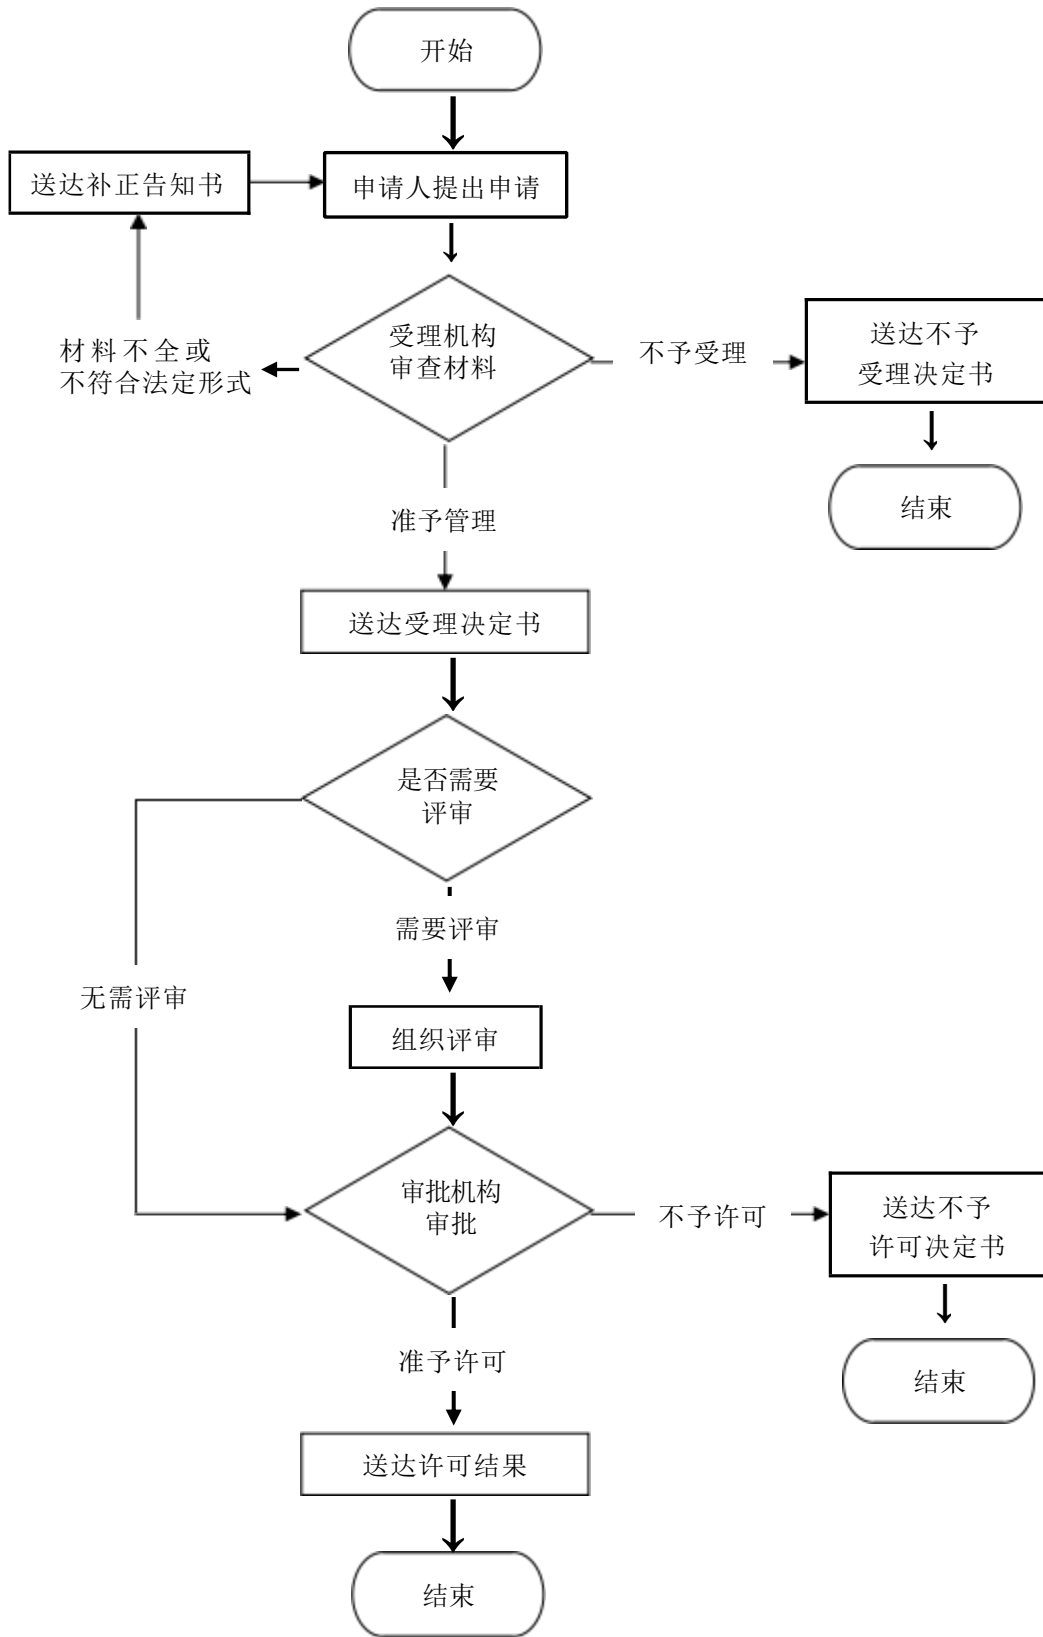 开始
送达补正告知书
申请人提出申请
受理机构
审查材料
材料不全或
不符合法定形式
不予受理
送达不予
受理决定书
结束
准予管理
送达受理决定书
是否需要
评审
需要评审
无需评审
组织评审
审批机构
审批
不予许可
送达不予
许可决定书
结束
准予许可
送达许可结果
结束